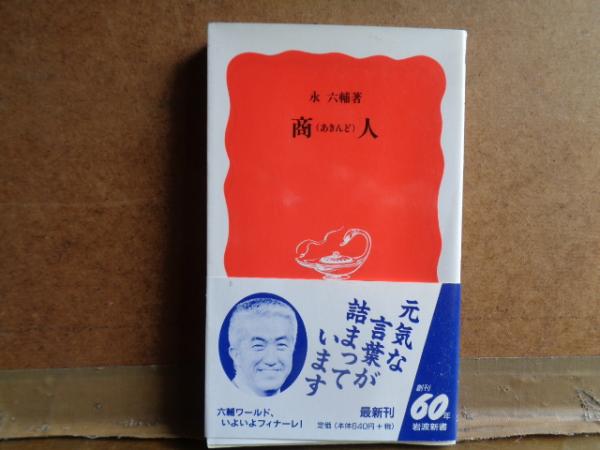 永 六輔著
商(あきんど)人
元気な
言葉が
詰まって
います
六輔ワールド、
いよいよフィナーレ!
最新刊
定価(本体640円+税)
創刊
60年
岩波新書